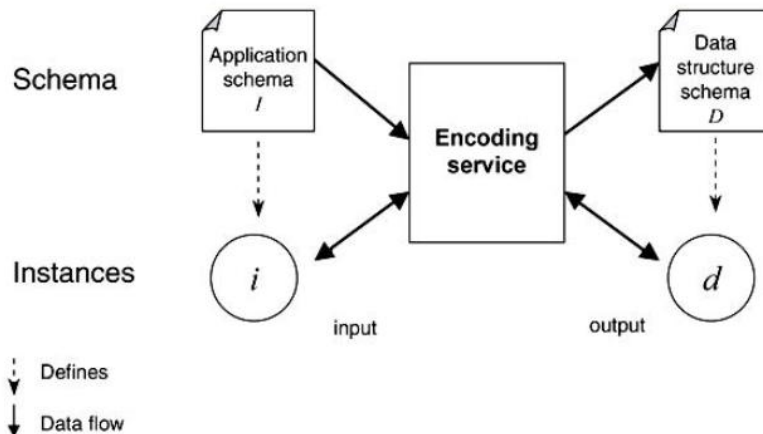 Schema
Application
schema
I
Encoding
service
Data
structure
schema
D
Instances
i
d
input
output
Defines
Data flow